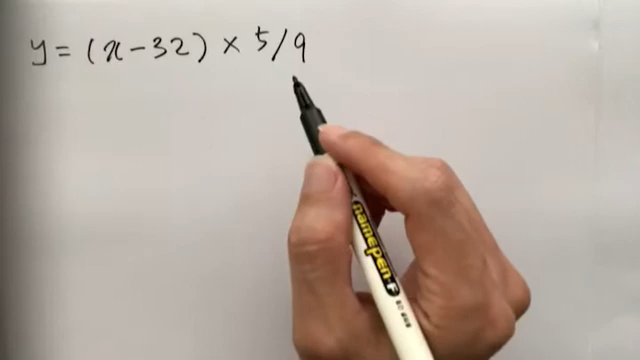 y = (x - 32) × 5/9
namepen-F